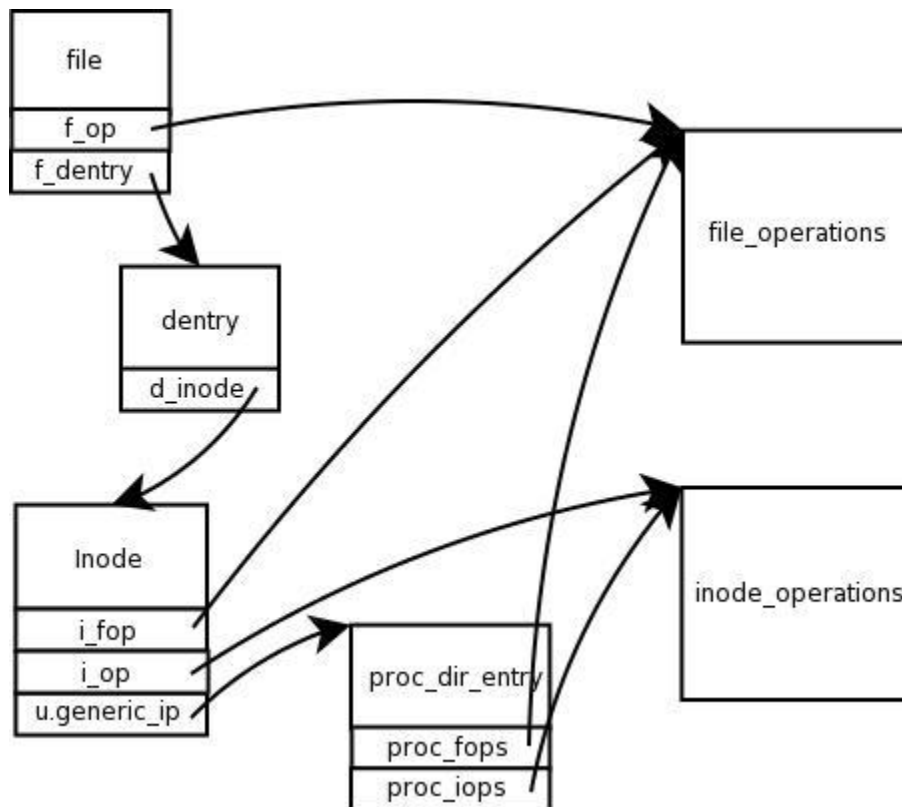 file
f_op
f_dentry
file_operations
dentry
d_inode
Inode
i_fop
i_op
u.generic_ip
inode_operations
proc_dir_entry
proc_fops
proc_iops